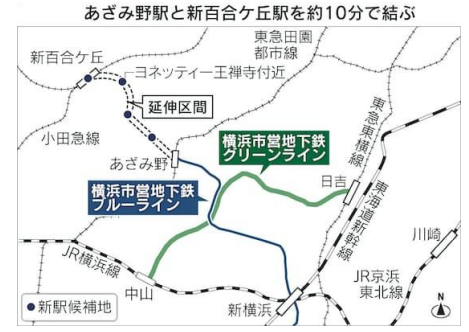 あざみ野駅と新百合ケ丘駅を約10分で結ぶ
新百合ケ丘
ヨネッティー王禅寺付近
東急田園
都市線
延伸区間
小田急線
あざみ野
横浜市営地下鉄
グリーンライン
横浜市営地下鉄
ブルーライン
東急東横線
日吉
東海道新幹線
川崎
JR横浜線
中山
JR京浜
東北線
新横浜
N
新駅候補地